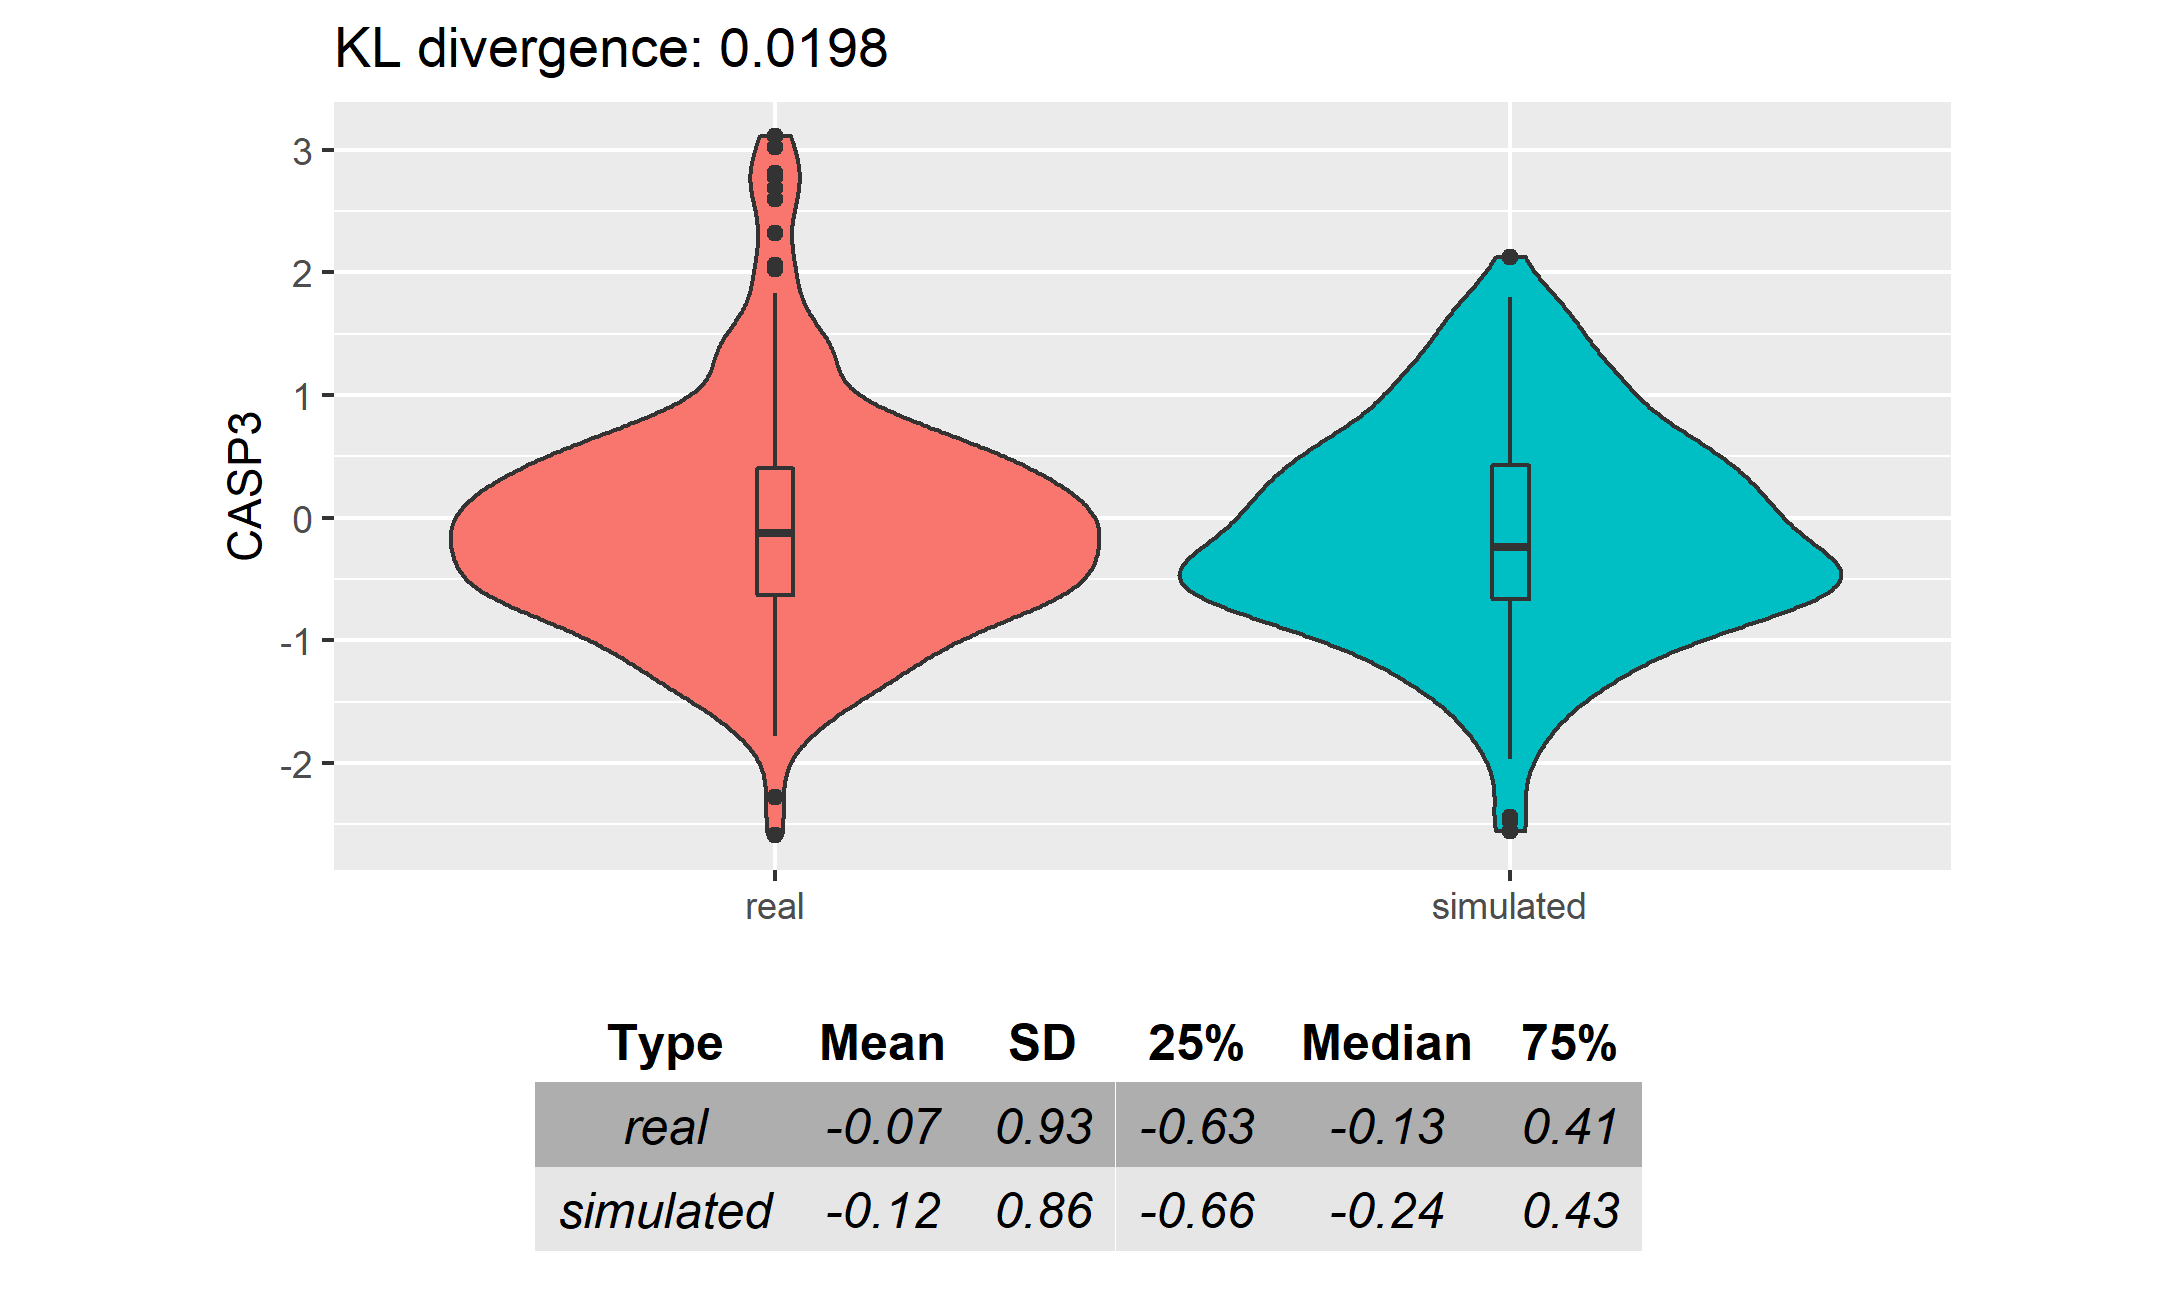 KL divergence: 0.0198
3
2
1
0
-1
-2
CASP3
real simulated
Type Mean SD 25% Median 75%
real -0.07 0.93 -0.63 -0.13 0.41
simulated -0.12 0.86 -0.66 -0.24 0.43